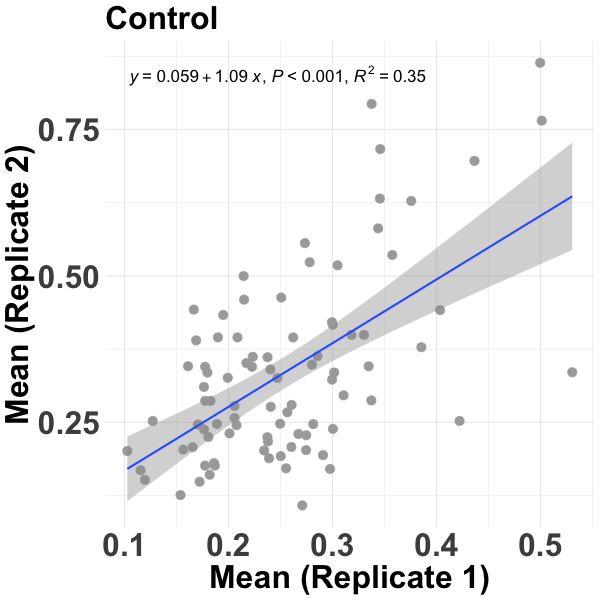 Control
y = 0.059 + 1.09 x, P < 0.001, R² = 0.35
Mean (Replicate 2)
0.75
0.50
0.25
0.1 0.2 0.3 0.4 0.5
Mean (Replicate 1)